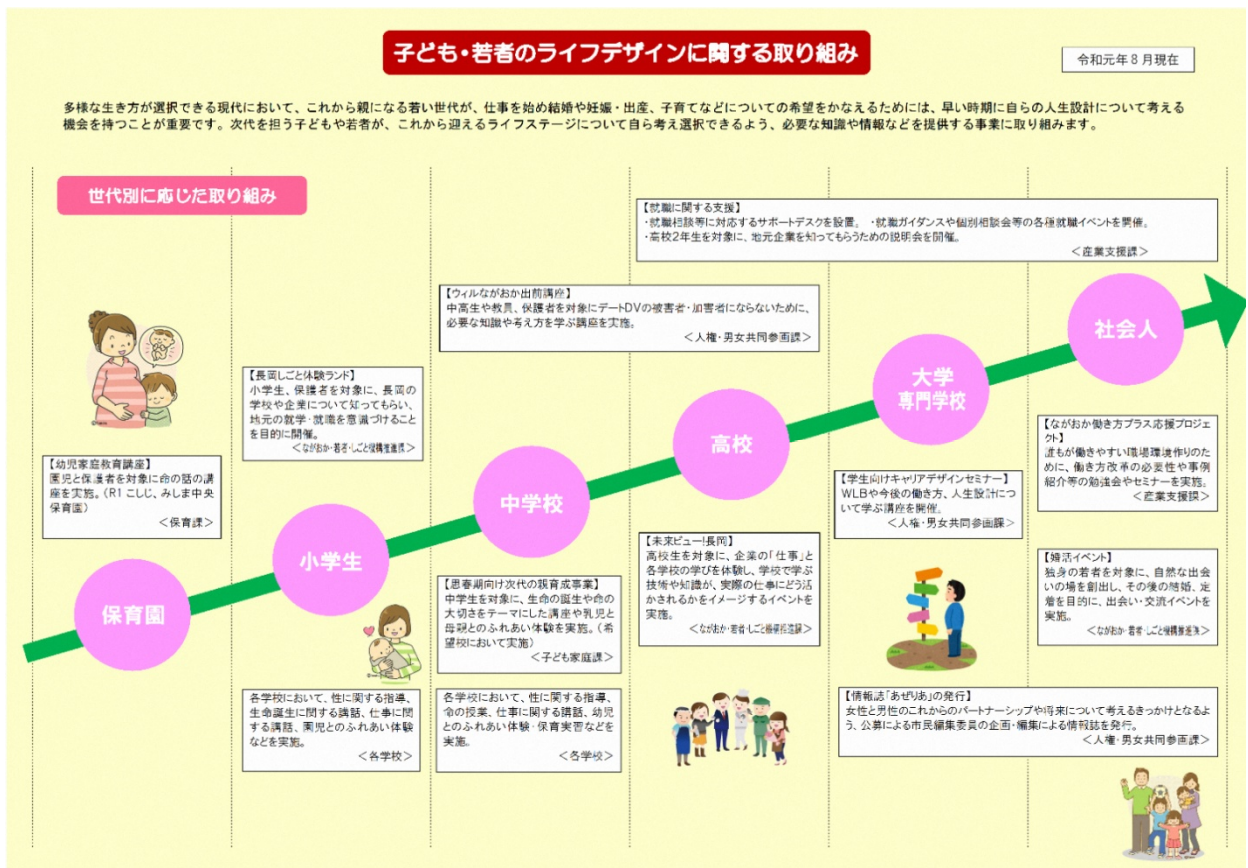 子ども・若者のライフデザインに関する取り組み
令和元年8月現在
多様な生き方が選択できる現代において、これから親になる若い世代が、仕事を始め結婚や妊娠・出産、子育てなどについての希望をかなえるためには、早い時期に自らの人生設計について考える
機会を持つことが重要です。次代を担う子どもや若者が、これから迎えるライフステージについて自ら考え選択できるよう、必要な知識や情報などを提供する事業に取り組みます。
世代別に応じた取り組み
【就職に関する支援】
・就職相談等に対応するサポートデスクを設置。 ・就職ガイダンスや個別相談会等の各種就職イベントを開催。
・高校2年生を対象に、地元企業を知ってもらうための説明会を開催。
<産業支援課>
【ウィルながおか出前講座】
中高生や教員、保護者を対象にデートDVの被害者・加害者にならないために、
必要な知識や考え方を学ぶ講座を実施。
<人権・男女共同参画課>
社会人
大学
専門学校
高校
中学校
小学生
保育園
【長岡しごと体験ランド】
小学生、保護者を対象に、長岡の
学校や企業について知ってもらい、
地元の就学・就職を意識づけること
を目的に開催。
<ながおか・若者・しごと機構推進課>
【幼児家庭教育講座】
園児と保護者を対象に命の話の講
座を実施。(R1 こしじ、みしま中央
保育園)
<保育課>
【ながおか働き方プラス応援プロジェ
クト】
誰もが働きやすい職場環境作りのた
めに、働き方改革の必要性や事例
紹介等の勉強会やセミナーを実施。
<産業支援課>
【学生向けキャリアデザインセミナー】
WLBや今後の働き方、人生設計につ
いて学ぶ講座を開催。
<人権・男女共同参画課>
【未来ビュー!長岡】
高校生を対象に、企業の「仕事」と
各学校の学びを体験し、学校で学ぶ
技術や知識が、実際の仕事にどう活
かされるかをイメージするイベントを
実施。
<ながおか・若者・しごと機構推進課>
【婚活イベント】
独身の若者を対象に、自然な出会
いの場を創出し、その後の結婚、定
着を目的に、出会い・交流イベントを
実施。
<ながおか・若者・しごと機構推進課>
【思春期向け次代の親育成事業】
中学生を対象に、生命の誕生や命の
大切さをテーマにした講座や乳児と
母親とのふれあい体験を実施。(希
望校において実施)
<子ども家庭課>
各学校において、性に関する指導、
生命誕生に関する講話、仕事に関
する講話、園児とのふれあい体験
などを実施。
<各学校>
各学校において、性に関する指導、
命の授業、仕事に関する講話、幼児
とのふれあい体験・保育実習などを
実施。
<各学校>
【情報誌「あぜりあ」の発行】
女性と男性のこれからのパートナーシップや将来について考えるきっかけとなるよ
う、公募による市民編集委員の企画・編集による情報誌を発行。
<人権・男女共同参画課>